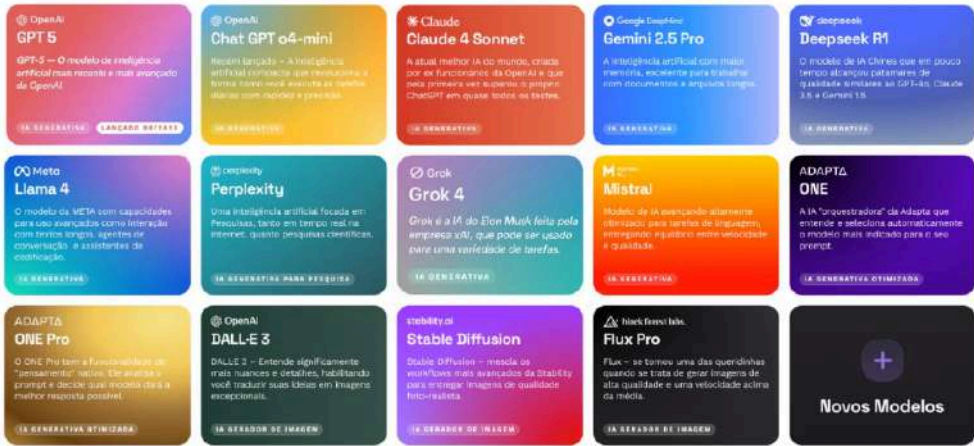 OpenAI
GPT 5
GPT-5 – O modelo de inteligência
artificial mais recente e mais avançado
da OpenAI
IA GENERATIVA
LANÇADO
OpenAI
Chat GPT o4-mini
Recém lançado – A inteligência
artificial compacta que revoluciona a
forma como você executa as tarefas
diárias com rapidez e precisão.
IA GENERATIVA
Claude
Claude 4 Sonnet
A atual melhor IA do mundo, criada
por ex funcionários da OpenAI e que
pela primeira vez superou o próprio
ChatGPT em quase todos os testes.
IA GENERATIVA
Google DeepMind
Gemini 2.5 Pro
A inteligência artificial com maior
memória, excelente para trabalhar
com documentos e arquivos longos.
IA GENERATIVA
deepseek
Deepseek R1
O modelo de IA Chines que em pouco
tempo alcançou patamares de
qualidade similares ao GPT-4o, Claude
3.5 e Gemini 1.5.
IA GENERATIVA
Meta
Llama 4
O modelo da META com capacidades
para uso avançados como interação
com textos longos, agentes de
conversação e assistentes de
codificação.
IA GENERATIVA
perplexity
Perplexity
Uma inteligência artificial focada em
Pesquisas, tanto em tempo real na
internet, quanto pesquisas científicas.
IA GENERATIVA PARA PESQUISA
Grok
Grok 4
Grok é a IA do Elon Musk feita pela
empresa xAI, que pode ser usado
para uma variedade de tarefas.
IA GENERATIVA
Mistral
Modelo de IA avançado altamente
otimizado para tarefas de linguagem,
entregando equilíbrio entre velocidade
e qualidade.
IA GENERATIVA
ADAPTA
ONE
A IA "orquestradora" da Adapta que
entende e seleciona automaticamente
o modelo mais indicado para o seu
prompt.
IA GENERATIVA OTIMIZADA
ADAPTA
ONE Pro
O ONE Pro tem a funcionalidade de
"pensamento" nativa. Ele analisa o
prompt e decide qual modelo dará a
melhor resposta possível.
IA GENERATIVA OTIMIZADA
OpenAI
DALL-E 3
DALLE 3 – Entende significamente
mais nuances e detalhes, habilitando
você traduzir suas ideias em imagens
excepcionais.
IA GERADOR DE IMAGEM
stability.ai
Stable Diffusion
Stable Diffusion – mescla os
workflows mais avançados da Stability
para entregar imagens de qualidade
foto-realista.
IA GERADOR DE IMAGEM
black forest labs.
Flux Pro
Flux – se tornou uma das queridinhas
quando se trata de gerar imagens de
alta qualidade e uma velocidade acima
da média.
IA GERADOR DE IMAGEM
Novos Modelos